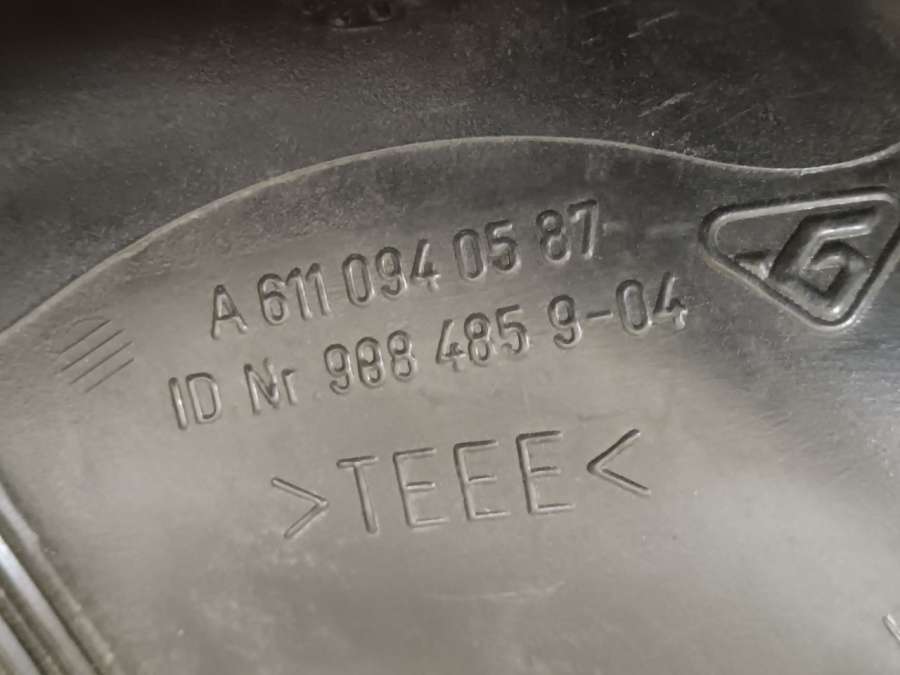 A 611 094 05 87
ID Nr 988 485 9-04
>TEEE<